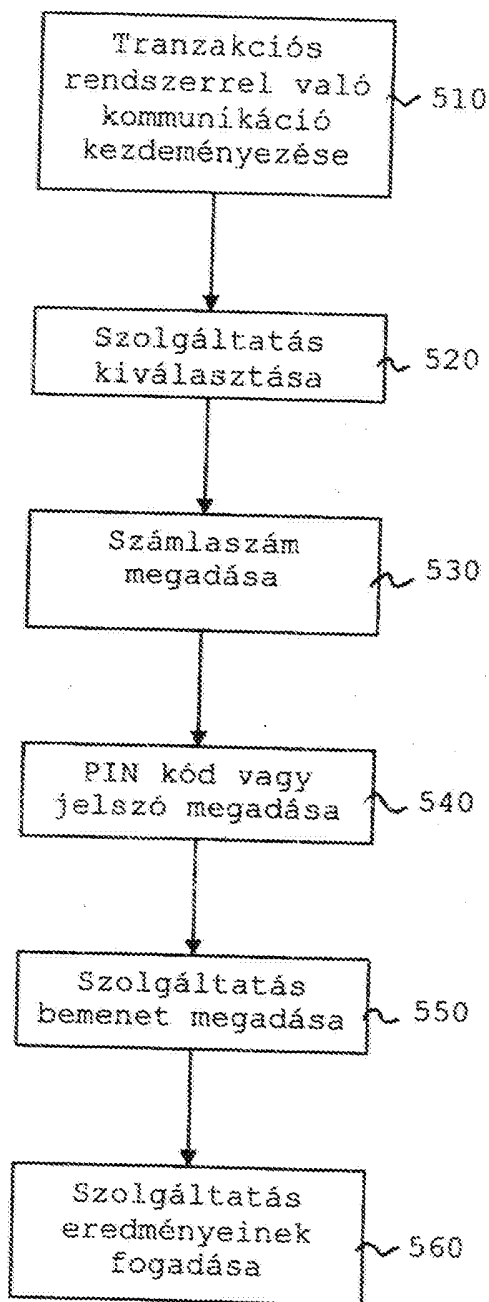 Tranzakciós
rendszerrel való
kommunikáció
kezdeményezése
510
Szolgáltatás
kiválasztása
520
Számlaszám
megadása
530
PIN kód vagy
jelszó megadása
540
Szolgáltatás
bemenet megadása
550
Szolgáltatás
eredményeinek
fogadása
560